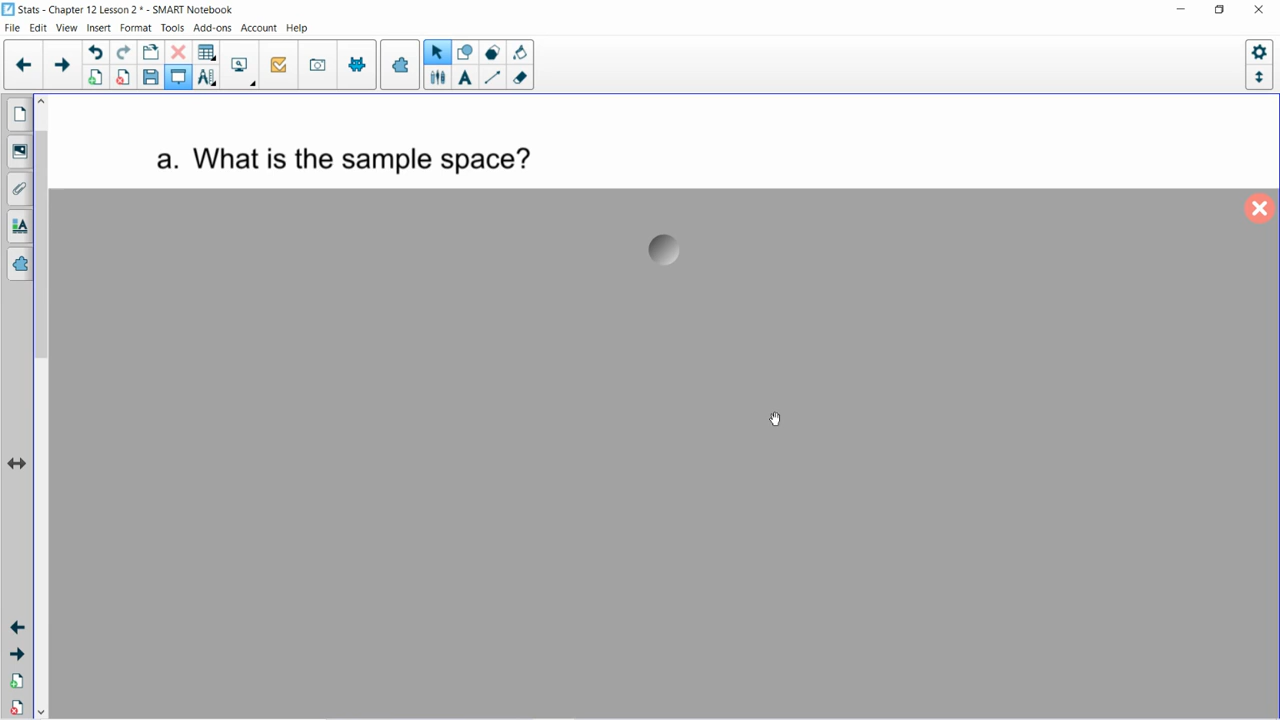 Stats - Chapter 12 Lesson 2 * - SMART Notebook
File Edit View Insert Format Tools Add-ons Account Help
a. What is the sample space?